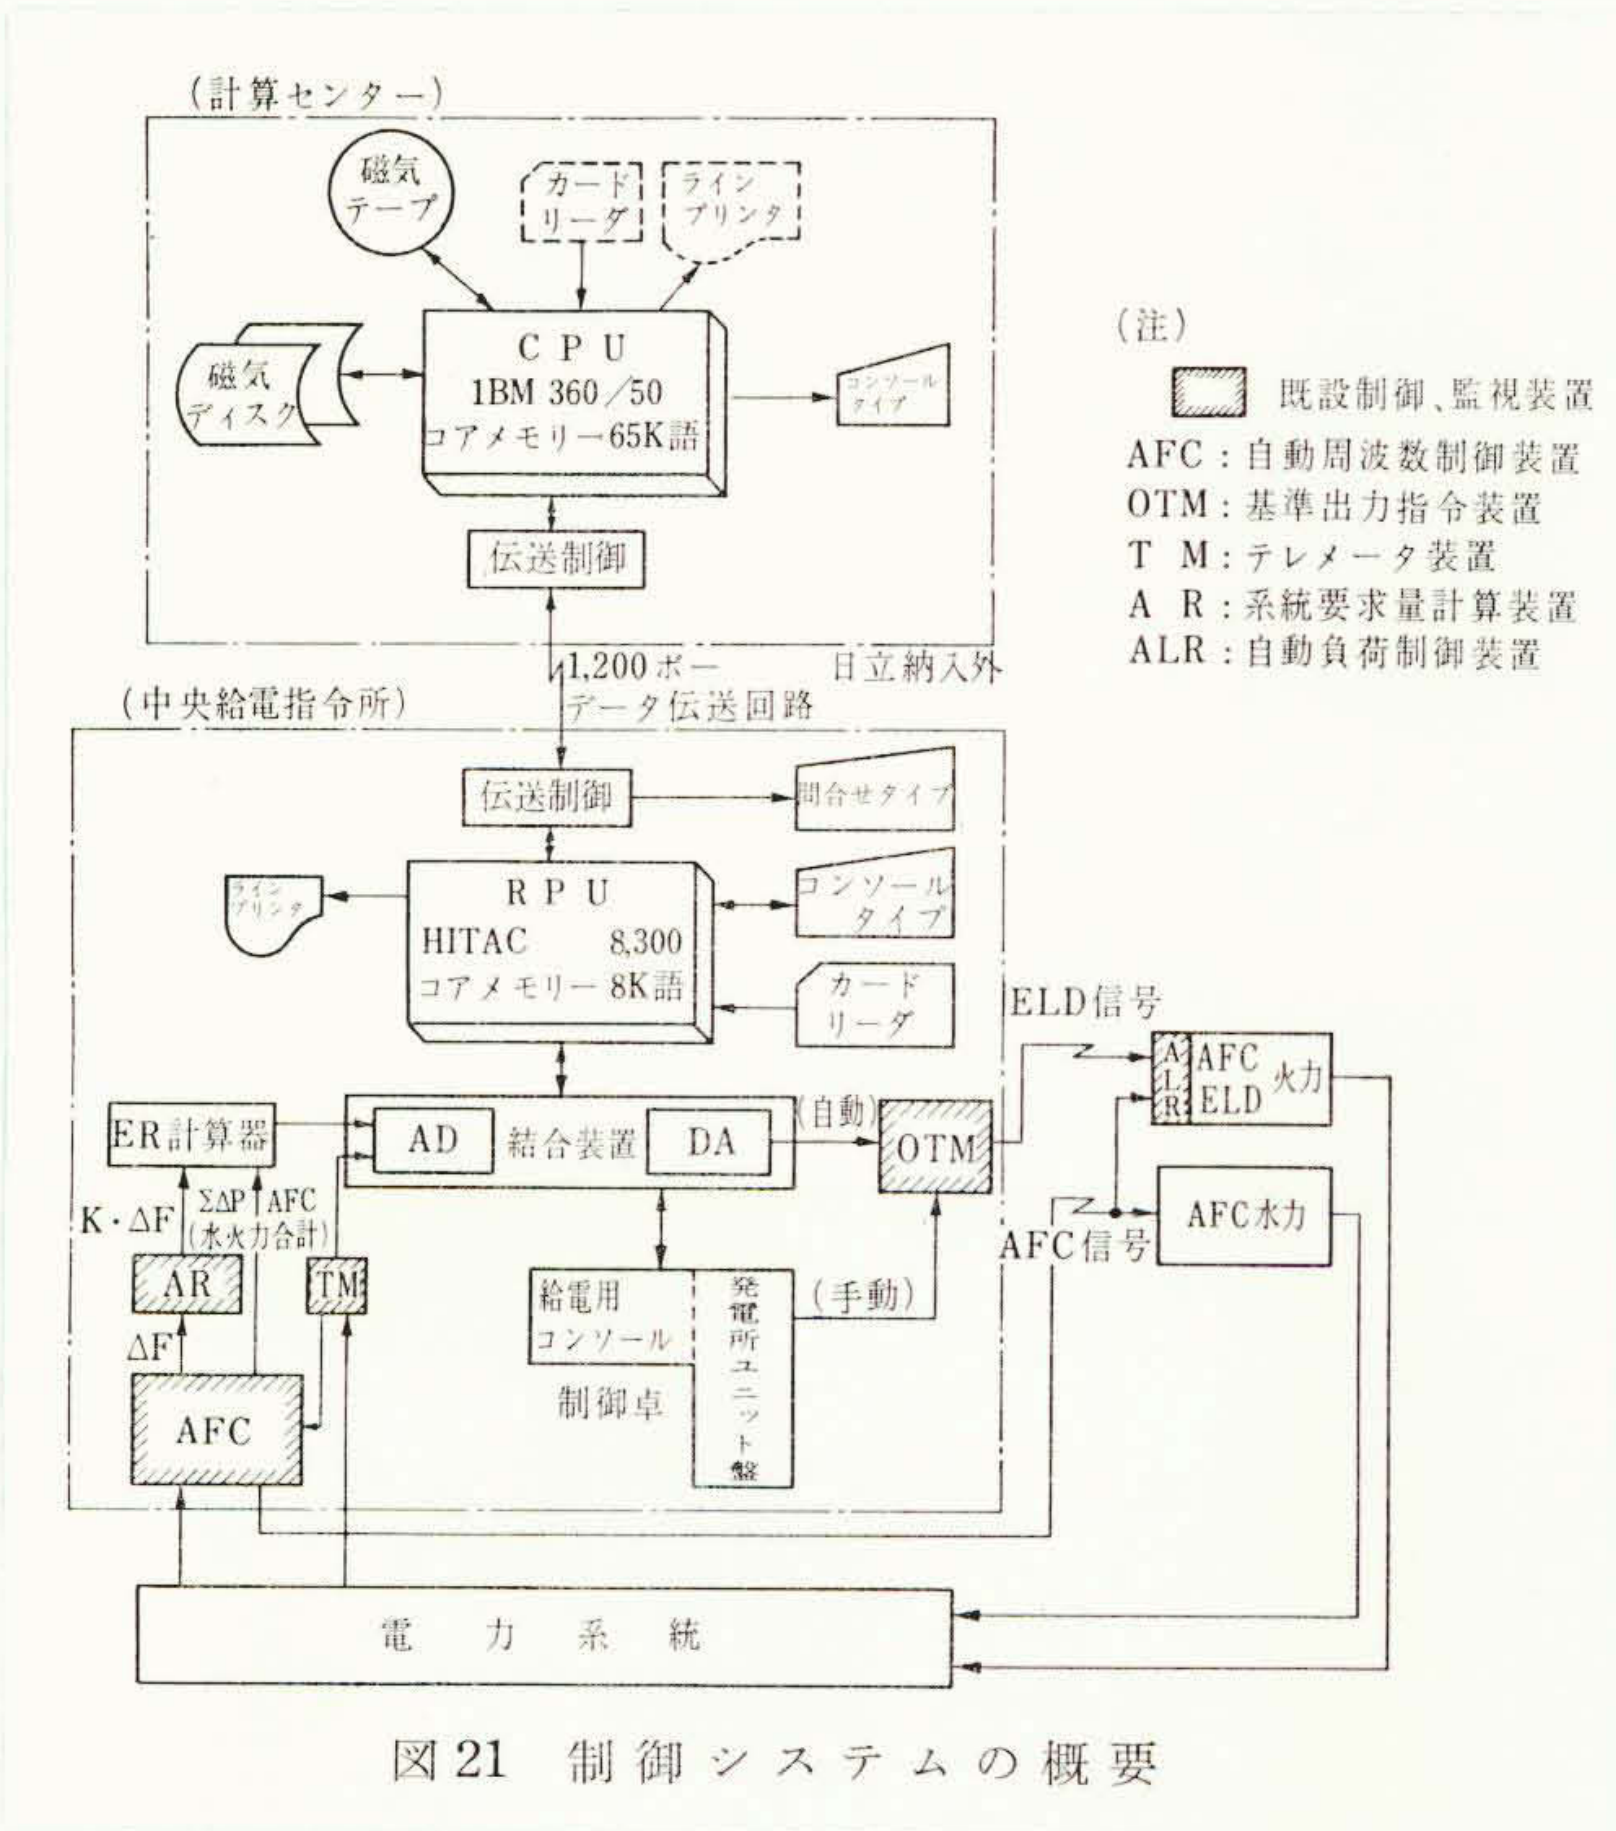 (計算センター)
磁気
テープ
カード
リーダ
ライン
プリンタ
CPU
1BM 360/50
コアメモリー65K語
磁気
ディスク
コンソール
タイプ
伝送制御
(注)
既設制御、監視装置
AFC:自動周波数制御装置
OTM:基準出力指令装置
T M:テレメータ装置
A R:系統要求量計算装置
ALR:自動負荷制御装置
1,200ボー
データ伝送回路
日立納入外
(中央給電指令所)
伝送制御
問合せタイプ
ライン
プリンタ
RPU
HITAC 8,300
コアメモリー8K語
コンソール
タイプ
カード
リーダ
ELD信号
ALR
AFC
ELD
火力
ER計算器
AD
結合装置
DA
(自動)
OTM
K・ΔF
ΣΔP
AFC
(水火力合計)
AFC水力
AFC信号
AR
TM
給電用
コンソール
発電所ユニット盤
(手動)
ΔF
制御卓
AFC
電力系統
図21 制御システムの概要